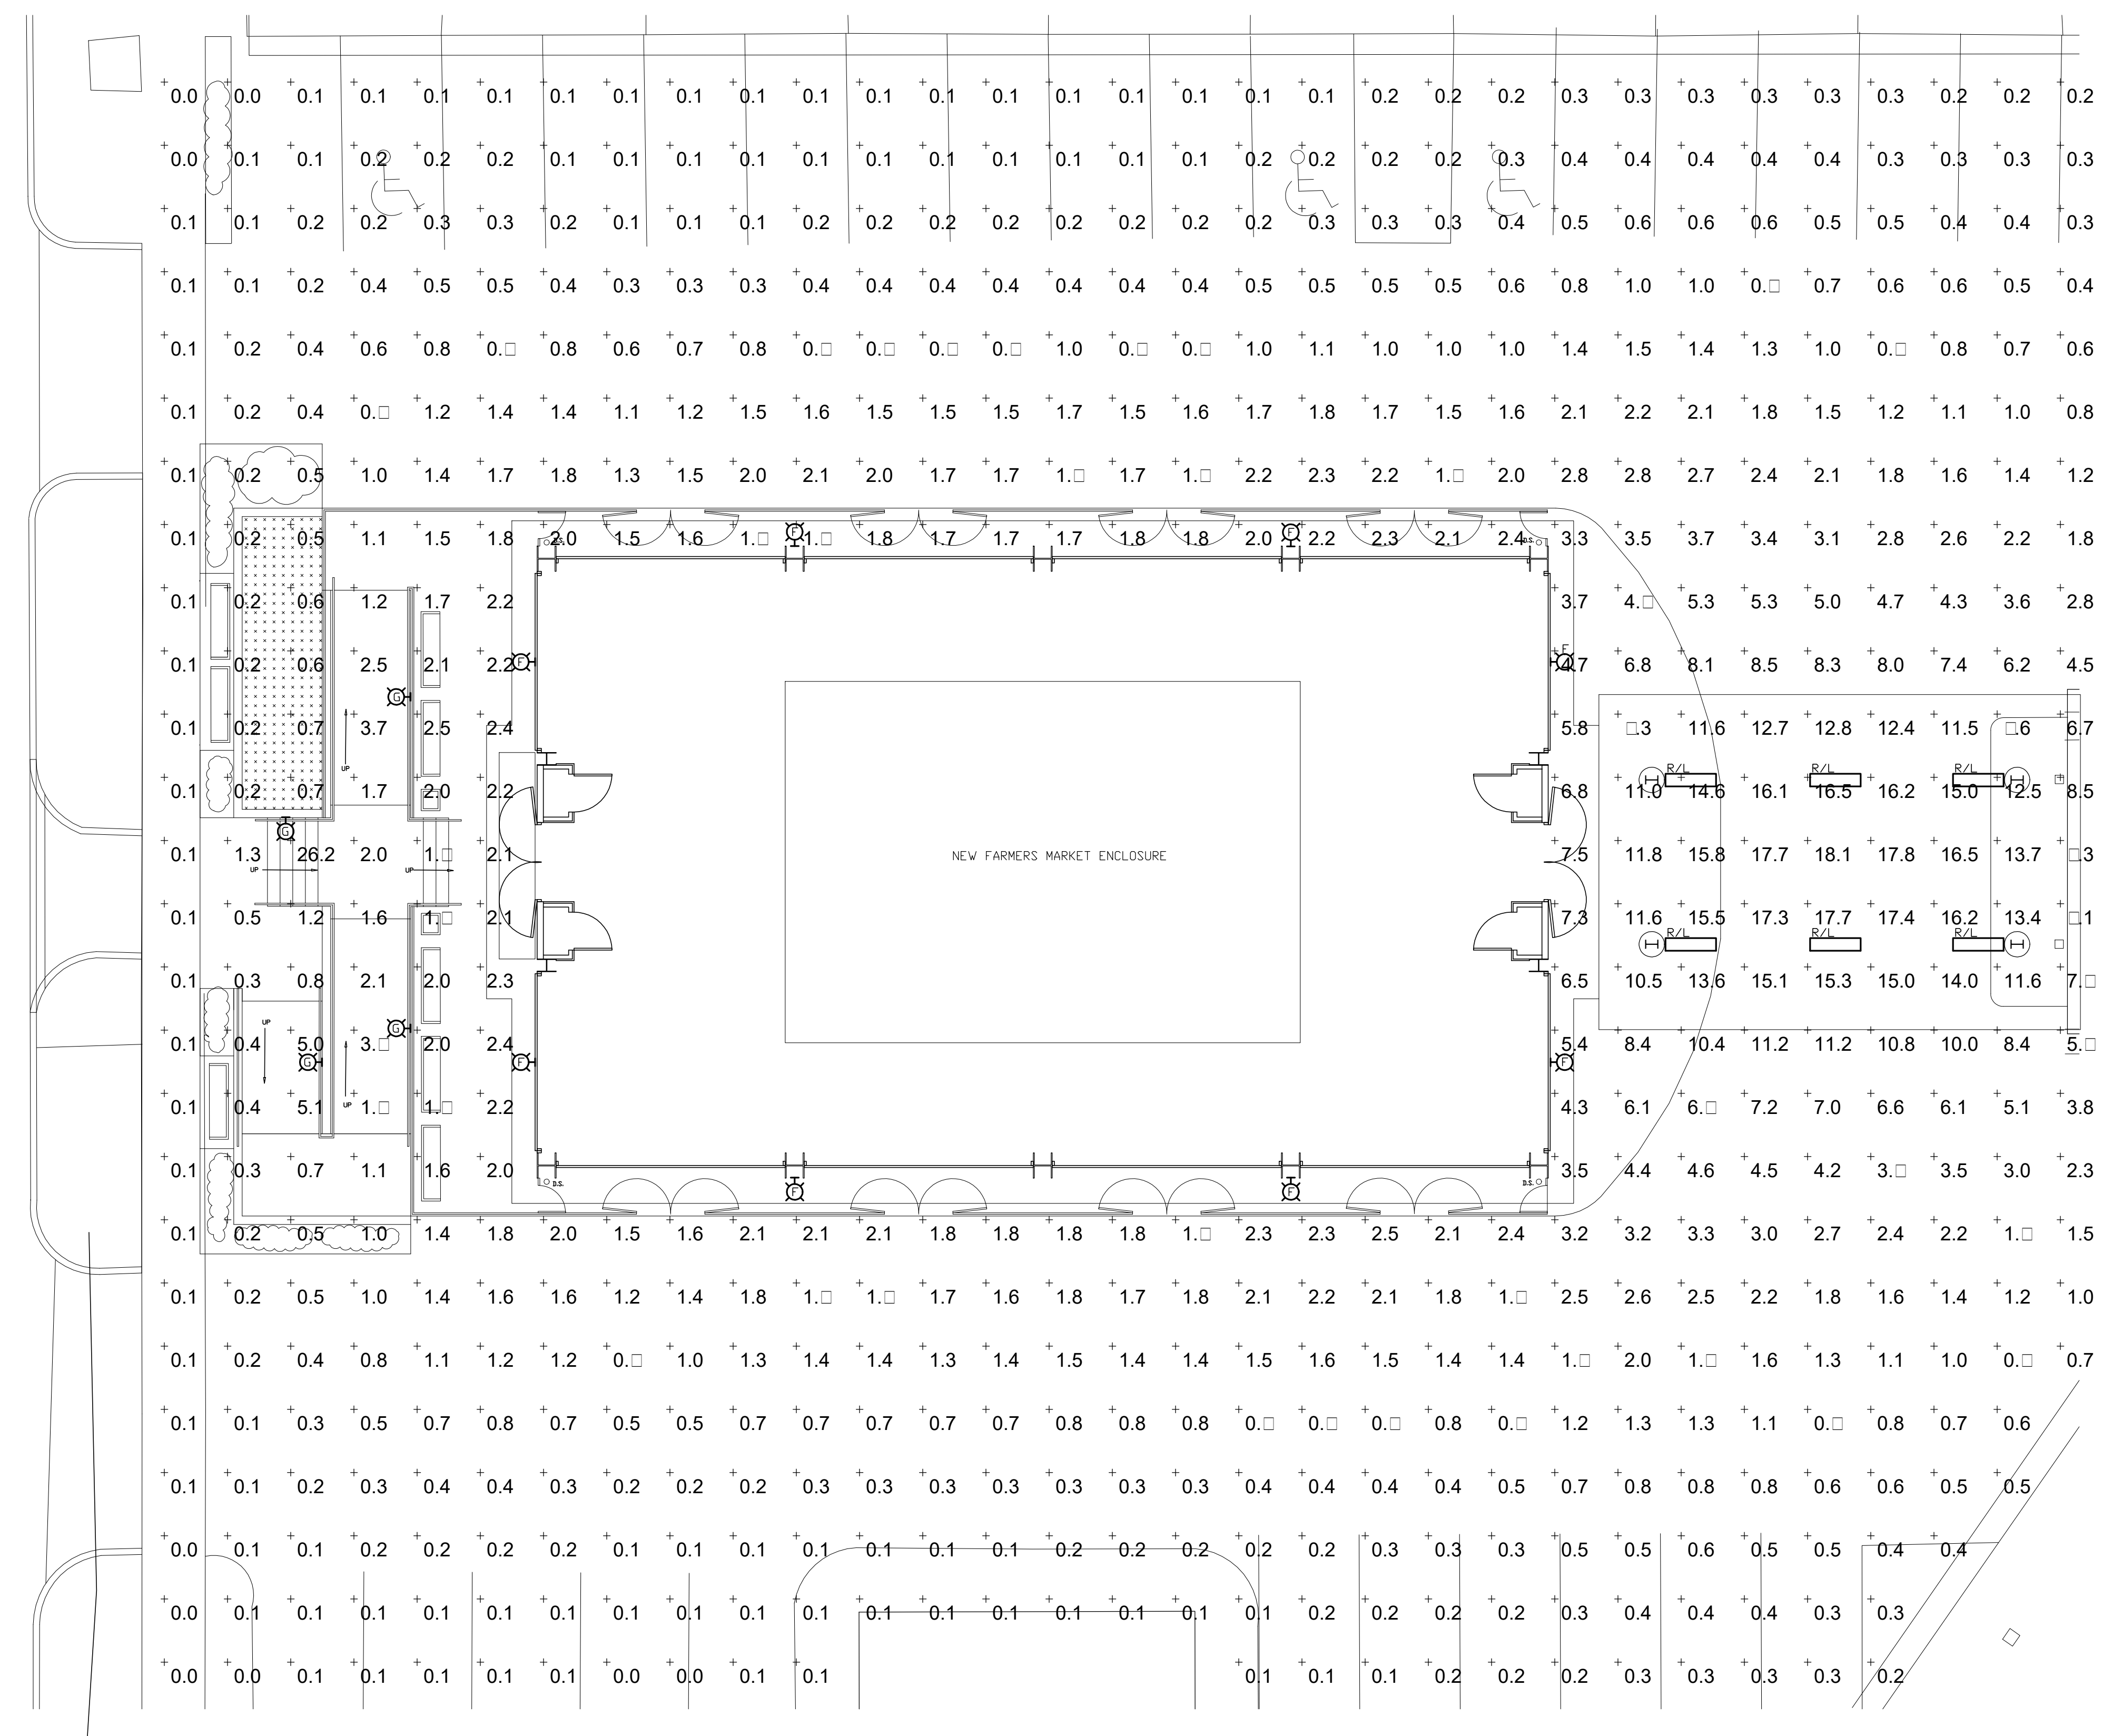 0.0 0.0 0.1 0.1 0.1 0.1 0.1 0.1 0.1 0.1 0.1 0.1 0.1 0.1 0.1 0.1 0.1 0.1 0.1 0.2 0.2 0.2 0.3 0.3 0.3 0.3 0.3 0.3 0.2 0.2 0.2
0.0 0.1 0.1 0.2 0.2 0.2 0.1 0.1 0.1 0.1 0.1 0.1 0.1 0.1 0.1 0.1 0.1 0.2 0.2 0.2 0.2 0.3 0.4 0.4 0.4 0.4 0.4 0.3 0.3 0.3 0.3
0.1 0.1 0.2 0.2 0.3 0.3 0.2 0.1 0.1 0.1 0.2 0.2 0.2 0.2 0.2 0.2 0.2 0.2 0.3 0.3 0.3 0.4 0.5 0.6 0.6 0.6 0.5 0.5 0.4 0.4 0.3
0.1 0.1 0.2 0.4 0.5 0.5 0.4 0.3 0.3 0.3 0.4 0.4 0.4 0.4 0.4 0.4 0.4 0.5 0.5 0.5 0.5 0.6 0.8 1.0 1.0 0.□ 0.7 0.6 0.6 0.5 0.4
0.1 0.2 0.4 0.6 0.8 0.□ 0.8 0.6 0.7 0.8 0.□ 0.□ 0.□ 0.□ 1.0 0.□ 0.□ 1.0 1.1 1.0 1.0 1.0 1.4 1.5 1.4 1.3 1.0 0.□ 0.8 0.7 0.6
0.1 0.2 0.4 0.□ 1.2 1.4 1.4 1.1 1.2 1.5 1.6 1.5 1.5 1.5 1.7 1.5 1.6 1.7 1.8 1.7 1.5 1.6 2.1 2.2 2.1 1.8 1.5 1.2 1.1 1.0 0.8
0.1 0.2 0.5 1.0 1.4 1.7 1.8 1.3 1.5 2.0 2.1 2.0 1.7 1.7 1.□ 1.7 1.□ 2.2 2.3 2.2 1.□ 2.0 2.8 2.8 2.7 2.4 2.1 1.8 1.6 1.4 1.2
F F
0.1 0.2 0.5 1.1 1.5 1.8 2.0 1.5 1.6 1.□ 1.□ 1.8 1.7 1.7 1.7 1.8 1.8 2.0 2.2 2.3 2.1 2.4 D.S. 3.3 3.5 3.7 3.4 3.1 2.8 2.6 2.2 1.8
0.1 0.2 0.6 1.2 1.7 2.2 3.7 4.□ 5.3 5.3 5.0 4.7 4.3 3.6 2.8
0.1 0.2 0.6 2.5 2.1 2.2 F F 4.7 6.8 8.1 8.5 8.3 8.0 7.4 6.2 4.5
G
0.1 0.2 0.7 3.7 2.5 2.4 5.8 □.3 11.6 12.7 12.8 12.4 11.5 □.6 6.7
UP R/L R/L R/L
0.1 0.2 0.7 1.7 2.0 2.2 6.8 11.0 14.6 16.1 16.5 16.2 15.0 12.5 8.5
G
0.1 1.3 26.2 2.0 1.□ 2.1 NEW FARMERS MARKET ENCLOSURE 7.5 11.8 15.8 17.7 18.1 17.8 16.5 13.7 □.3
UP UP
0.1 0.5 1.2 1.6 1.□ 2.1 7.3 11.6 15.5 17.3 17.7 17.4 16.2 13.4 □.1
R/L R/L R/L
0.1 0.3 0.8 2.1 2.0 2.3 6.5 10.5 13.6 15.1 15.3 15.0 14.0 11.6 7.□
UP G
0.1 0.4 5.0 3.□ 2.0 2.4 5.4 8.4 10.4 11.2 11.2 10.8 10.0 8.4 5.□
G F F
0.1 0.4 5.1 UP 1.□ 1.□ 2.2 4.3 6.1 6.□ 7.2 7.0 6.6 6.1 5.1 3.8
0.1 0.3 0.7 1.1 1.6 2.0 3.5 4.4 4.6 4.5 4.2 3.□ 3.5 3.0 2.3
D.S. F F D.S.
0.1 0.2 0.5 1.0 1.4 1.8 2.0 1.5 1.6 2.1 2.1 2.1 1.8 1.8 1.8 1.8 1.□ 2.3 2.3 2.5 2.1 2.4 3.2 3.2 3.3 3.0 2.7 2.4 2.2 1.□ 1.5
0.1 0.2 0.5 1.0 1.4 1.6 1.6 1.2 1.4 1.8 1.□ 1.□ 1.7 1.6 1.8 1.7 1.8 2.1 2.2 2.1 1.8 1.□ 2.5 2.6 2.5 2.2 1.8 1.6 1.4 1.2 1.0
0.1 0.2 0.4 0.8 1.1 1.2 1.2 0.□ 1.0 1.3 1.4 1.4 1.3 1.4 1.5 1.4 1.4 1.5 1.6 1.5 1.4 1.4 1.□ 2.0 1.□ 1.6 1.3 1.1 1.0 0.□ 0.7
0.1 0.1 0.3 0.5 0.7 0.8 0.7 0.5 0.5 0.7 0.7 0.7 0.7 0.7 0.8 0.8 0.8 0.□ 0.□ 0.□ 0.8 0.□ 1.2 1.3 1.3 1.1 0.□ 0.8 0.7 0.6
0.1 0.1 0.2 0.3 0.4 0.4 0.3 0.2 0.2 0.2 0.3 0.3 0.3 0.3 0.3 0.3 0.3 0.4 0.4 0.4 0.4 0.5 0.7 0.8 0.8 0.8 0.6 0.6 0.5 0.5
0.0 0.1 0.1 0.2 0.2 0.2 0.2 0.1 0.1 0.1 0.1 0.1 0.1 0.1 0.2 0.2 0.2 0.2 0.2 0.3 0.3 0.3 0.5 0.5 0.6 0.5 0.5 0.4 0.4
0.0 0.1 0.1 0.1 0.1 0.1 0.1 0.1 0.1 0.1 0.1 0.1 0.1 0.1 0.1 0.1 0.1 0.1 0.2 0.2 0.2 0.2 0.3 0.4 0.4 0.4 0.3 0.3
0.0 0.0 0.1 0.1 0.1 0.1 0.1 0.0 0.0 0.1 0.1 0.1 0.1 0.1 0.2 0.2 0.2 0.3 0.3 0.3 0.3 0.2